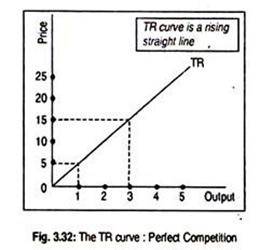 TR curve is a rising
straight line
TR
Price
25
20
15
10
5
0
1 2 3 4 5 Output
Fig. 3.32: The TR curve : Perfect Competition